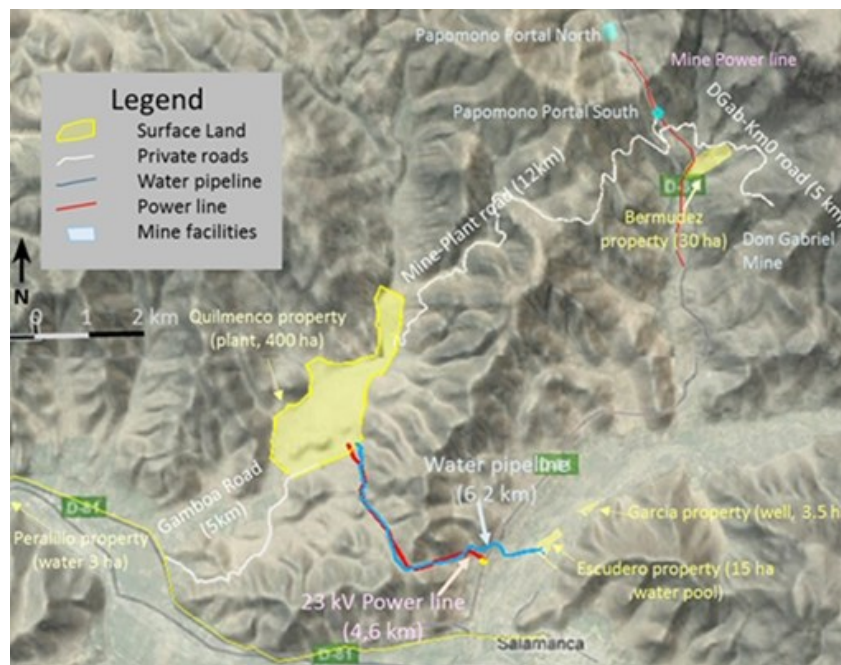 Papomono Portal North
Mine Power line
Legend
Surface Land
Private roads
Water pipeline
Power line
Mine facilities
Papomono Portal South
DGab-Km0 road (5 km)
Mine-Plant road (12km)
Bermudez
property (30 ha)
Don Gabriel
Mine
N
0 1 2 km
Quilmenco property
(plant, 400 ha)
Gamboa Road
(5km)
Water pipeline
(6,2 km)
D-81
Peralillo property
(water 3 ha)
Garcia property (well, 3.5 h
Escudero property (15 ha
,water pool)
23 kV Power line
(4,6 km)
Salamanca
D-81